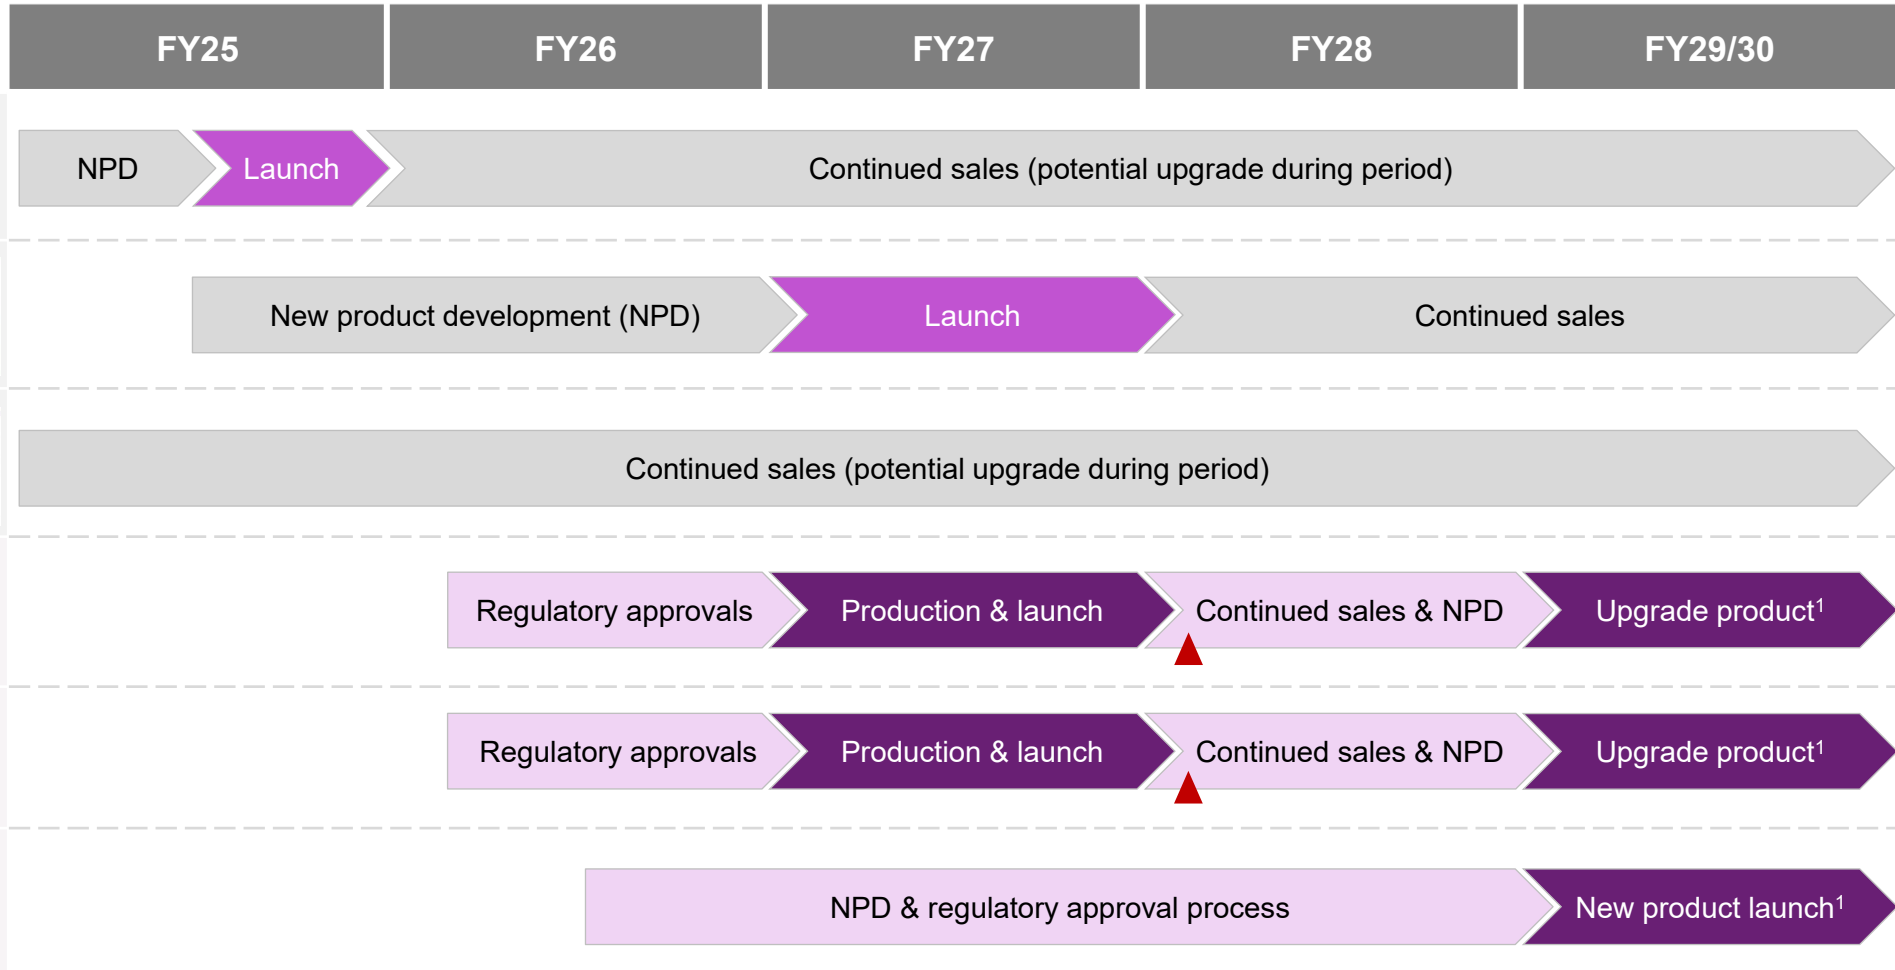 FY25
FY26
FY27
FY28
FY29/30
NPD
Launch
Continued sales (potential upgrade during period)
New product development (NPD)
Launch
Continued sales
Continued sales (potential upgrade during period)
Regulatory approvals
Production & launch
Continued sales & NPD
Upgrade product¹
Regulatory approvals
Production & launch
Continued sales & NPD
Upgrade product¹
NPD & regulatory approval process
New product launch¹